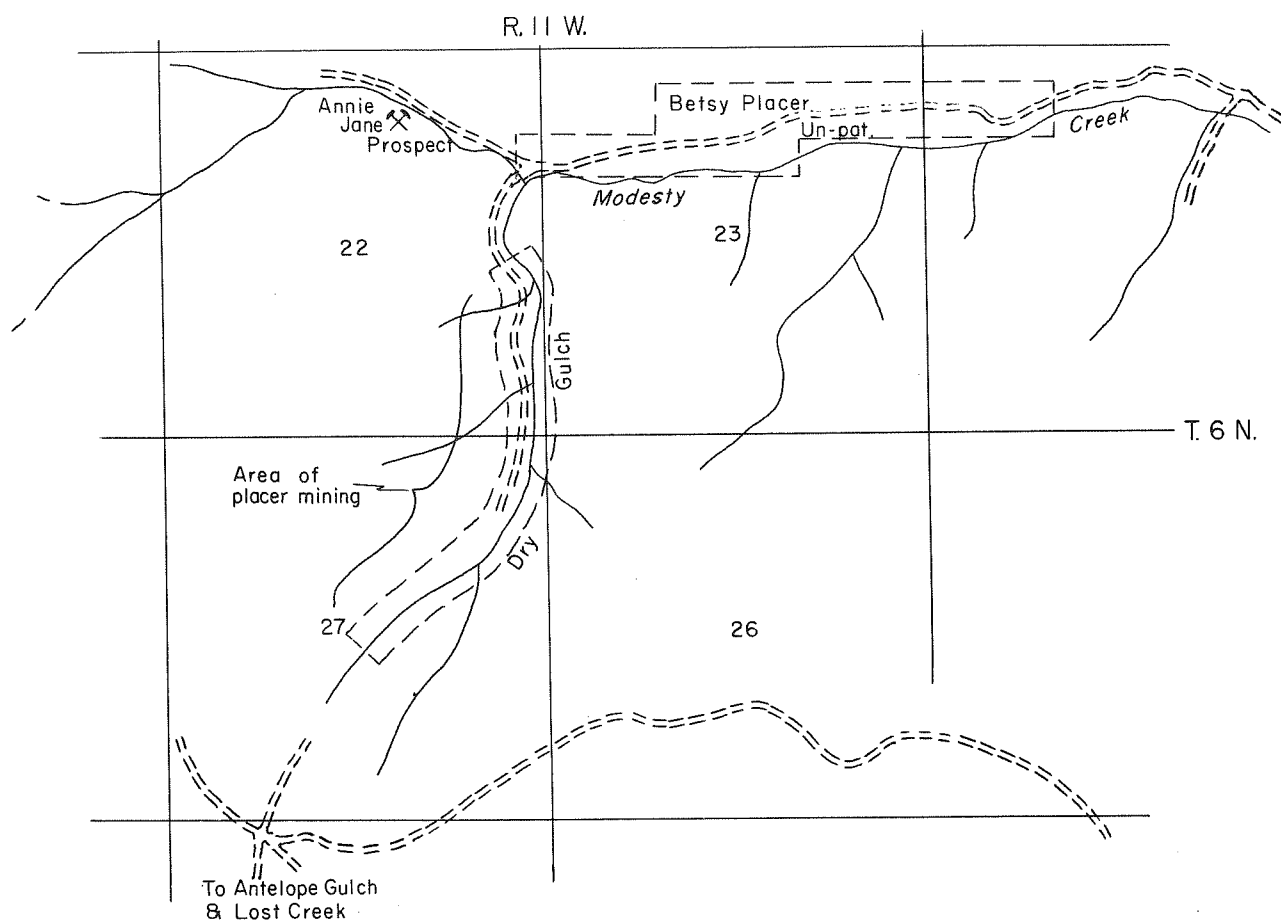 R. 11 W.
Annie
Jane
Prospect
Betsy Placer
Un-pat.
Creek
Modesty
22
23
Gulch
T. 6 N.
Area of
placer mining
Dry
27
26
To Antelope Gulch
& Lost Creek